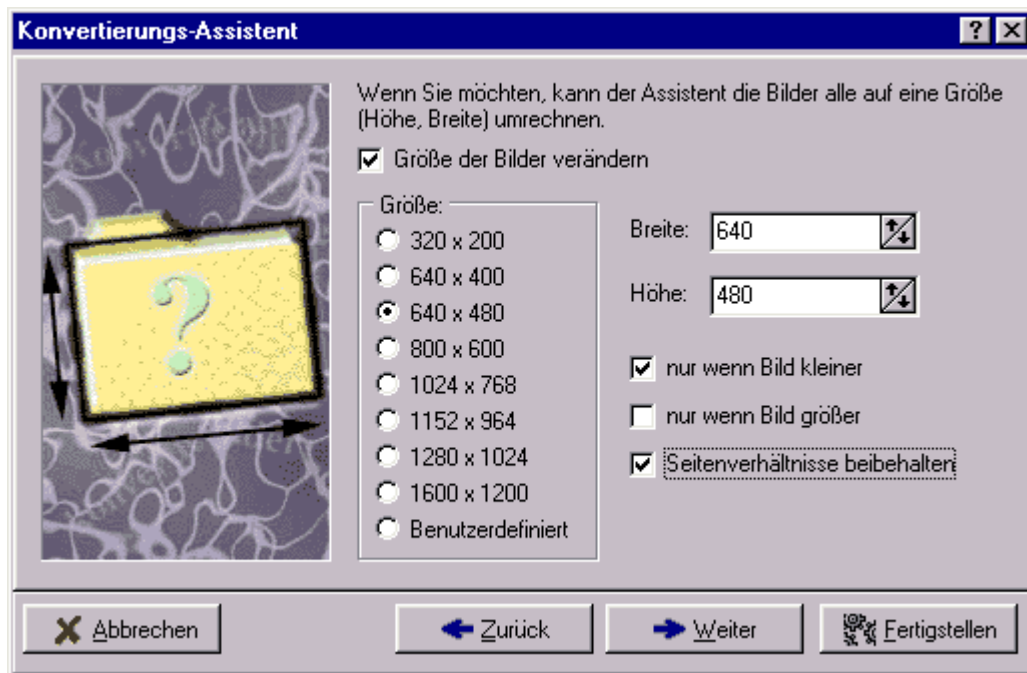 Konvertierungs-Assistent
Wenn Sie möchten, kann der Assistent die Bilder alle auf eine Größe
(Höhe, Breite) umrechnen.
Größe der Bilder verändern
Größe:
320 x 200
640 x 400
640 x 480
800 x 600
1024 x 768
1152 x 964
1280 x 1024
1600 x 1200
Benutzerdefiniert
Breite: 640
Höhe: 480
nur wenn Bild kleiner
nur wenn Bild größer
Seitenverhältnisse beibehalten
?
Abbrechen
Zurück
Weiter
Fertigstellen